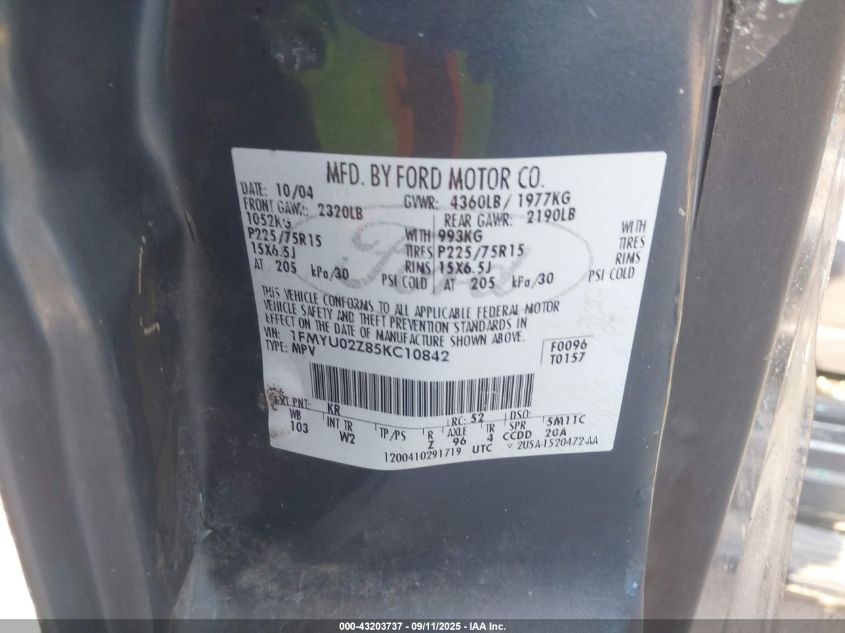 MFD. BY FORD MOTOR CO.
DATE: 10/04 GVWR: 4360LB/ 1977KG
FRONT GAWR: 2320LB REAR GAWR: 2190LB
1052KG WITH 993KG WITH
P225/75R15 TIRES P225/75R15 TIRES
15X6.5J RIMS 15X6.5J RIMS
AT 205 kPa/30 PSI COLD AT 205 kPa/30 PSI COLD
Ford
THIS VEHICLE CONFORMS TO ALL APPLICABLE FEDERAL MOTOR
VEHICLE SAFETY AND THEFT PREVENTION STANDARDS IN
EFFECT ON THE DATE OF MANUFACTURE SHOWN ABOVE.
VIN: 1FMYU02Z85KC10842 F0096
TYPE: MPV T0157
EXT PNT: KR RC: 52 DSO:
WB INT TR TP/PS R AXLE TR SPR 5M11C
103 W2 Z 96 4 CCDD 20A
1200410291719 UTC 2U5A-1520472-AA
000-43203737 - 09/11/2025 - IAA Inc.